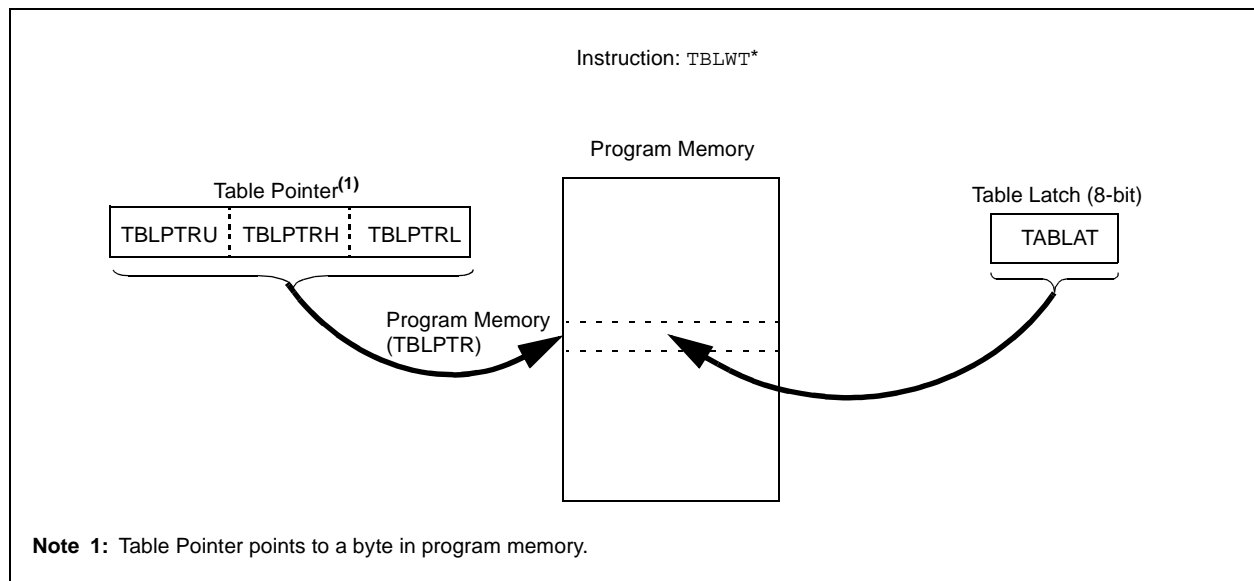 Instruction: TBLWT*
Program Memory
Table Pointer(1)
TBLPTRU TBLPTRH TBLPTRL
Table Latch (8-bit)
TABLAT
Program Memory
(TBLPTR)
Note 1: Table Pointer points to a byte in program memory.